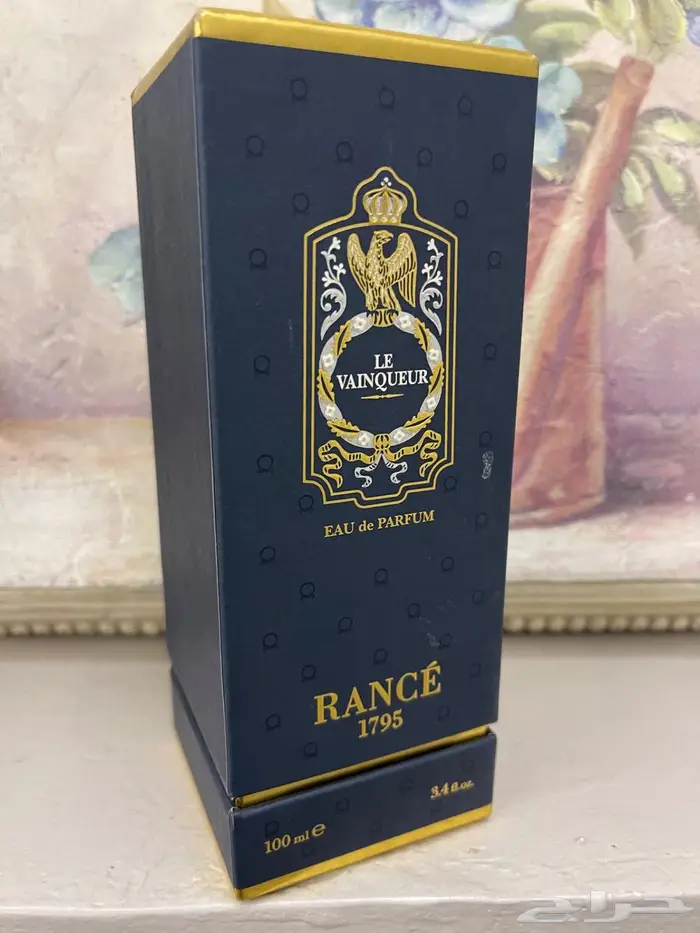 LE
VAINQUEUR
EAU de PARFUM
RANCÉ
1795
100 ml e
3.4 fl.oz.
حراج